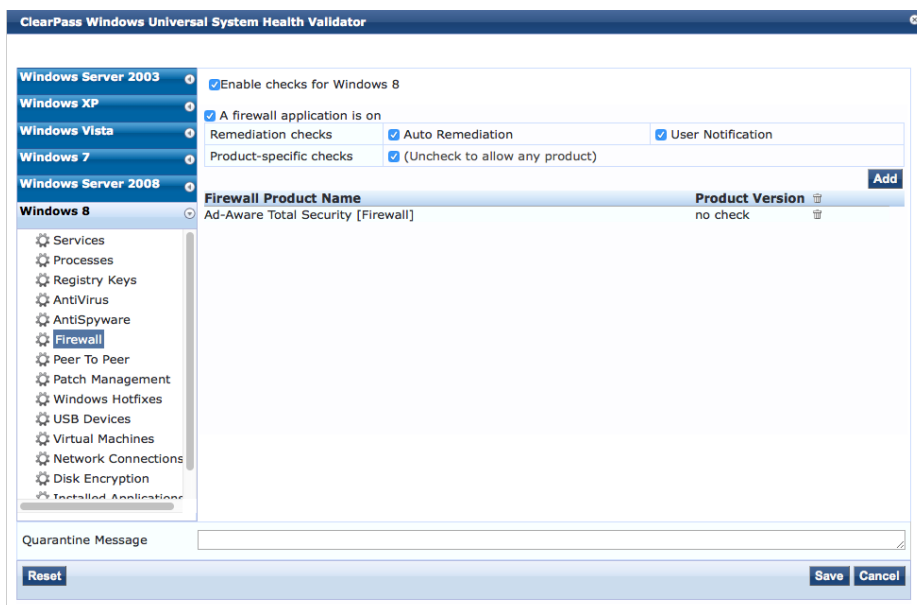 ClearPass Windows Universal System Health Validator
Windows Server 2003
Windows XP
Windows Vista
Windows 7
Windows Server 2008
Windows 8
Services
Processes
Registry Keys
AntiVirus
AntiSpyware
Firewall
Peer To Peer
Patch Management
Windows Hotfixes
USB Devices
Virtual Machines
Network Connections
Disk Encryption
Installed Applications
Enable checks for Windows 8
A firewall application is on
Remediation checks Auto Remediation User Notification
Product-specific checks (Uncheck to allow any product)
Add
Firewall Product Name Product Version
Ad-Aware Total Security [Firewall] no check
Quarantine Message
Reset Save Cancel